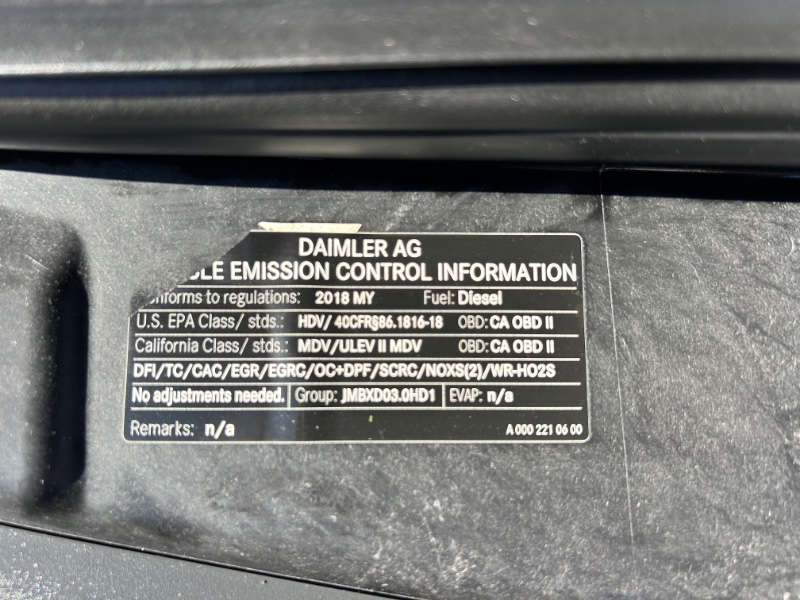 DAIMLER AG
CLE EMISSION CONTROL INFORMATION
onforms to regulations: 2018 MY Fuel: Diesel
U.S. EPA Class/ stds.: HDV/ 40CFR§86.1816-18 OBD: CA OBD II
California Class/ stds.: MDV/ULEV II MDV OBD: CA OBD II
DFI/TC/CAC/EGR/EGRC/OC+DPF/SCRC/NOXS(2)/WR-HO2S
No adjustments needed. Group: JMBXD03.0HD1 EVAP: n/a
Remarks: n/a A 000 221 06 00